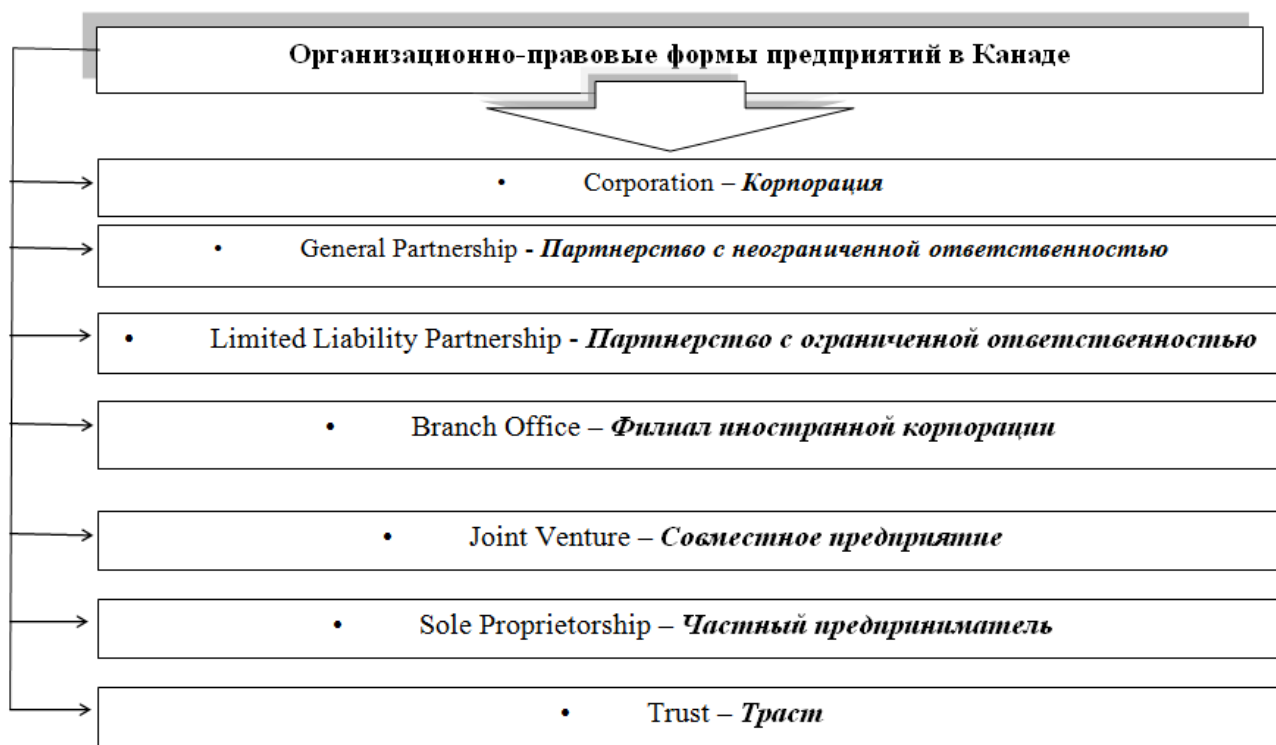 Организационно-правовые формы предприятий в Канаде
• Corporation – Корпорация
• General Partnership - Партнерство с неограниченной ответственностью
• Limited Liability Partnership - Партнерство с ограниченной ответственностью
• Branch Office – Филиал иностранной корпорации
• Joint Venture – Совместное предприятие
• Sole Proprietorship – Частный предприниматель
• Trust – Траст